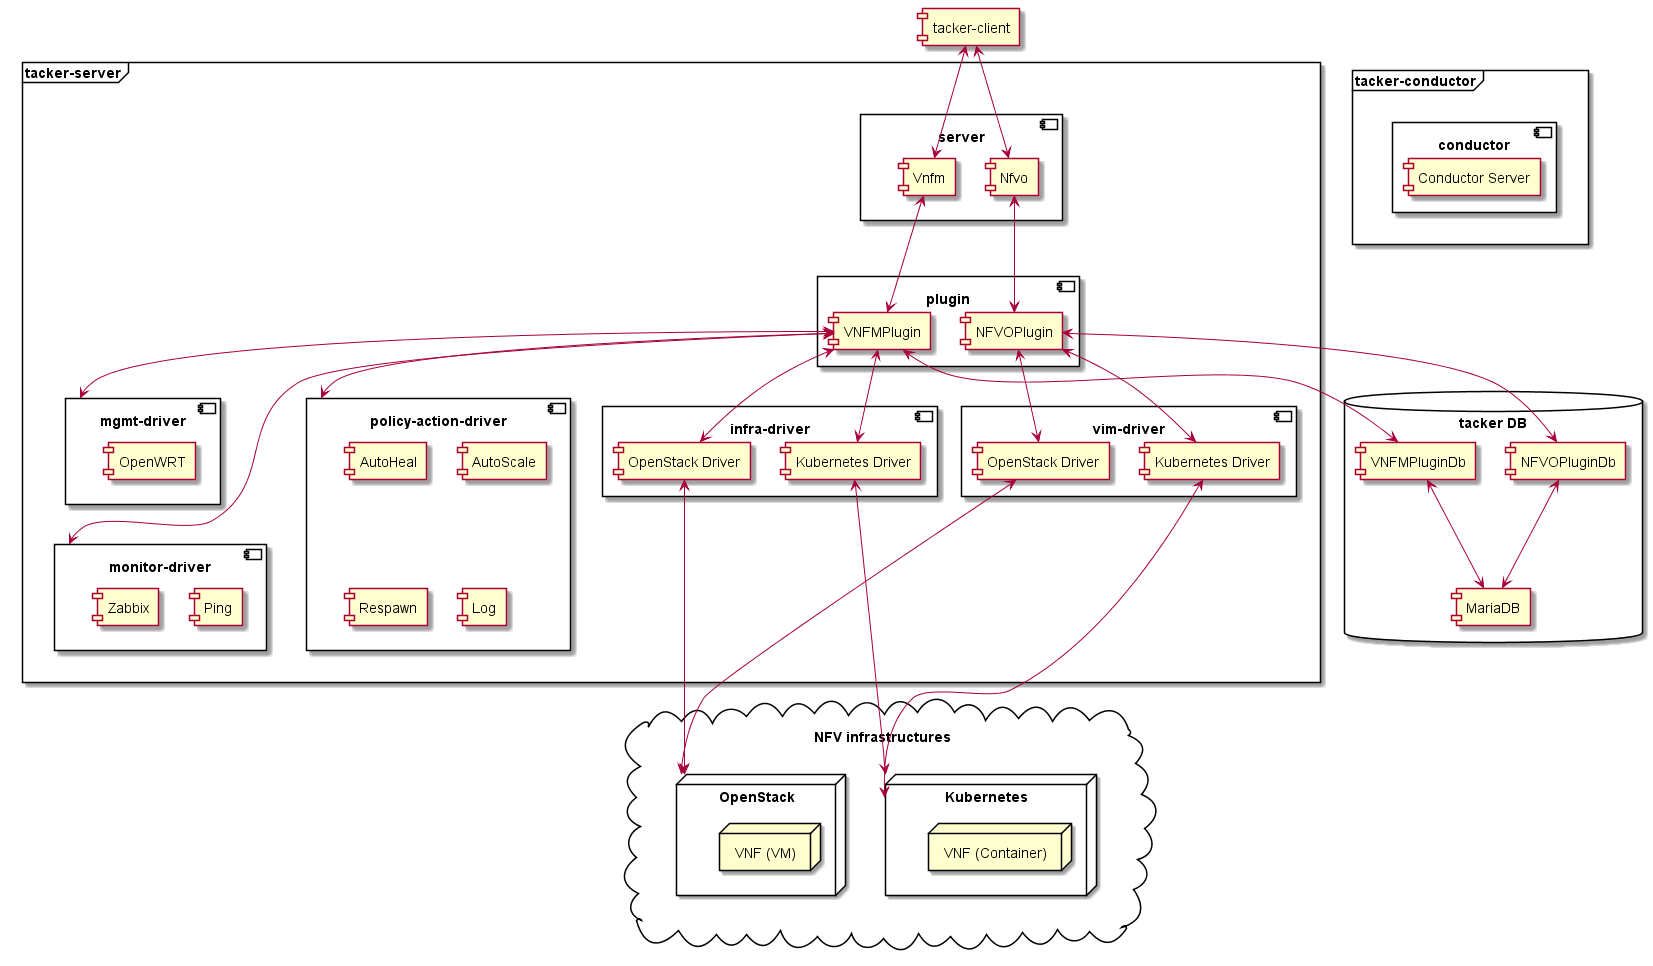 tacker-client
tacker-server
tacker-conductor
server
conductor
Vnfm
Nfvo
Conductor Server
plugin
VNFMPlugin
NFVOPlugin
mgmt-driver
policy-action-driver
infra-driver
vim-driver
tacker DB
OpenWRT
AutoHeal
AutoScale
OpenStack Driver
Kubernetes Driver
OpenStack Driver
Kubernetes Driver
VNFMPluginDb
NFVOPluginDb
monitor-driver
Zabbix
Ping
Respawn
Log
MariaDB
NFV infrastructures
OpenStack
Kubernetes
VNF (VM)
VNF (Container)